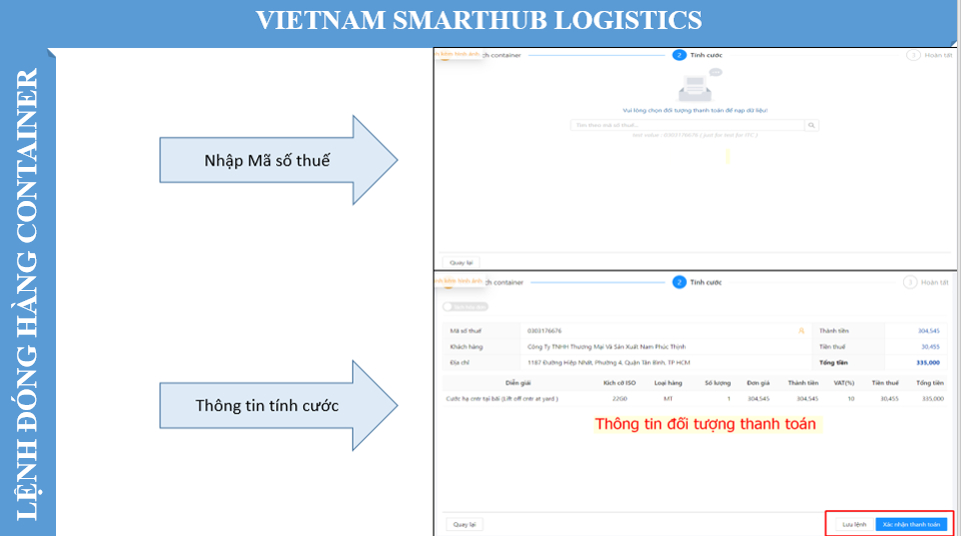 VIETNAM SMARTHUB LOGISTICS
LỆNH ĐÓNG HÀNG CONTAINER
Nhập Mã số thuế
ch container
2 Tính cước
3 Hoàn tất
Vui lòng chọn đối tượng thanh toán để nạp dữ liệu!
Tìm theo mã số thuế...
Quay lại
Thông tin tính cước
ch container
2 Tính cước
3 Hoàn tất
Mã số thuế 0302176676 Thành tiền 304,545
Khách hàng Công Ty TNHH Thương Mại Và Sản Xuất Nam Phúc Thịnh Tiền thuế 30,455
Địa chỉ 1187 Đường Hiệp Nhất, Phường 4, Quận Tân Bình, TP HCM Tổng tiền 335,000
Diễn giải Kích cỡ ISO Loại hàng Số lượng Đơn giá Thành tiền VAT(%) Tiền thuế Tổng tiền
Cước hạ cntr tại bãi (Lift off cntr at yard ) 22G0 MT 1 304,545 304,545 10 30,455 335,000
Thông tin đối tượng thanh toán
Quay lại
Lưu lệnh
Xác nhận thanh toán